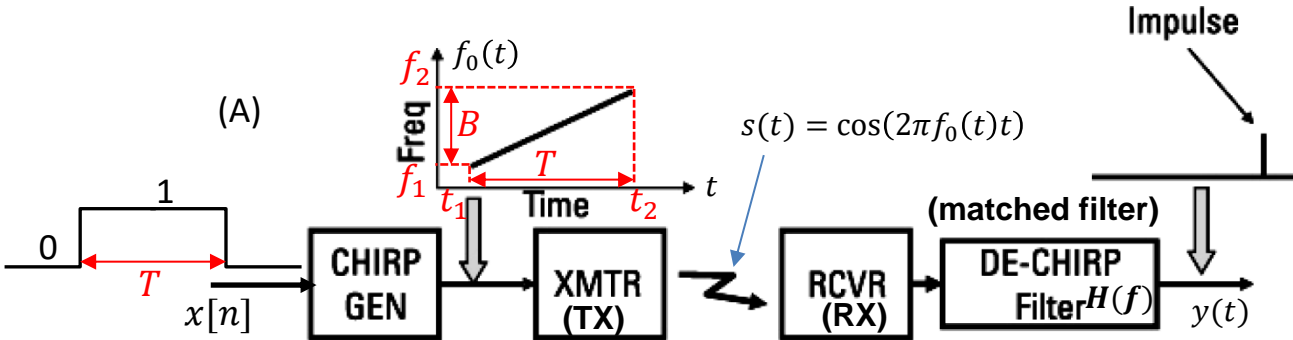 Impulse
f₂ f₀(t)
(A)
B
Freq
T
f₁
t₁ Time t₂ t
s(t) = cos(2πf₀(t)t)
0 1
T
x[n]
CHIRP
GEN
XMTR
(TX)
RCVR
(RX)
(matched filter)
DE-CHIRP
Filter H(f)
y(t)